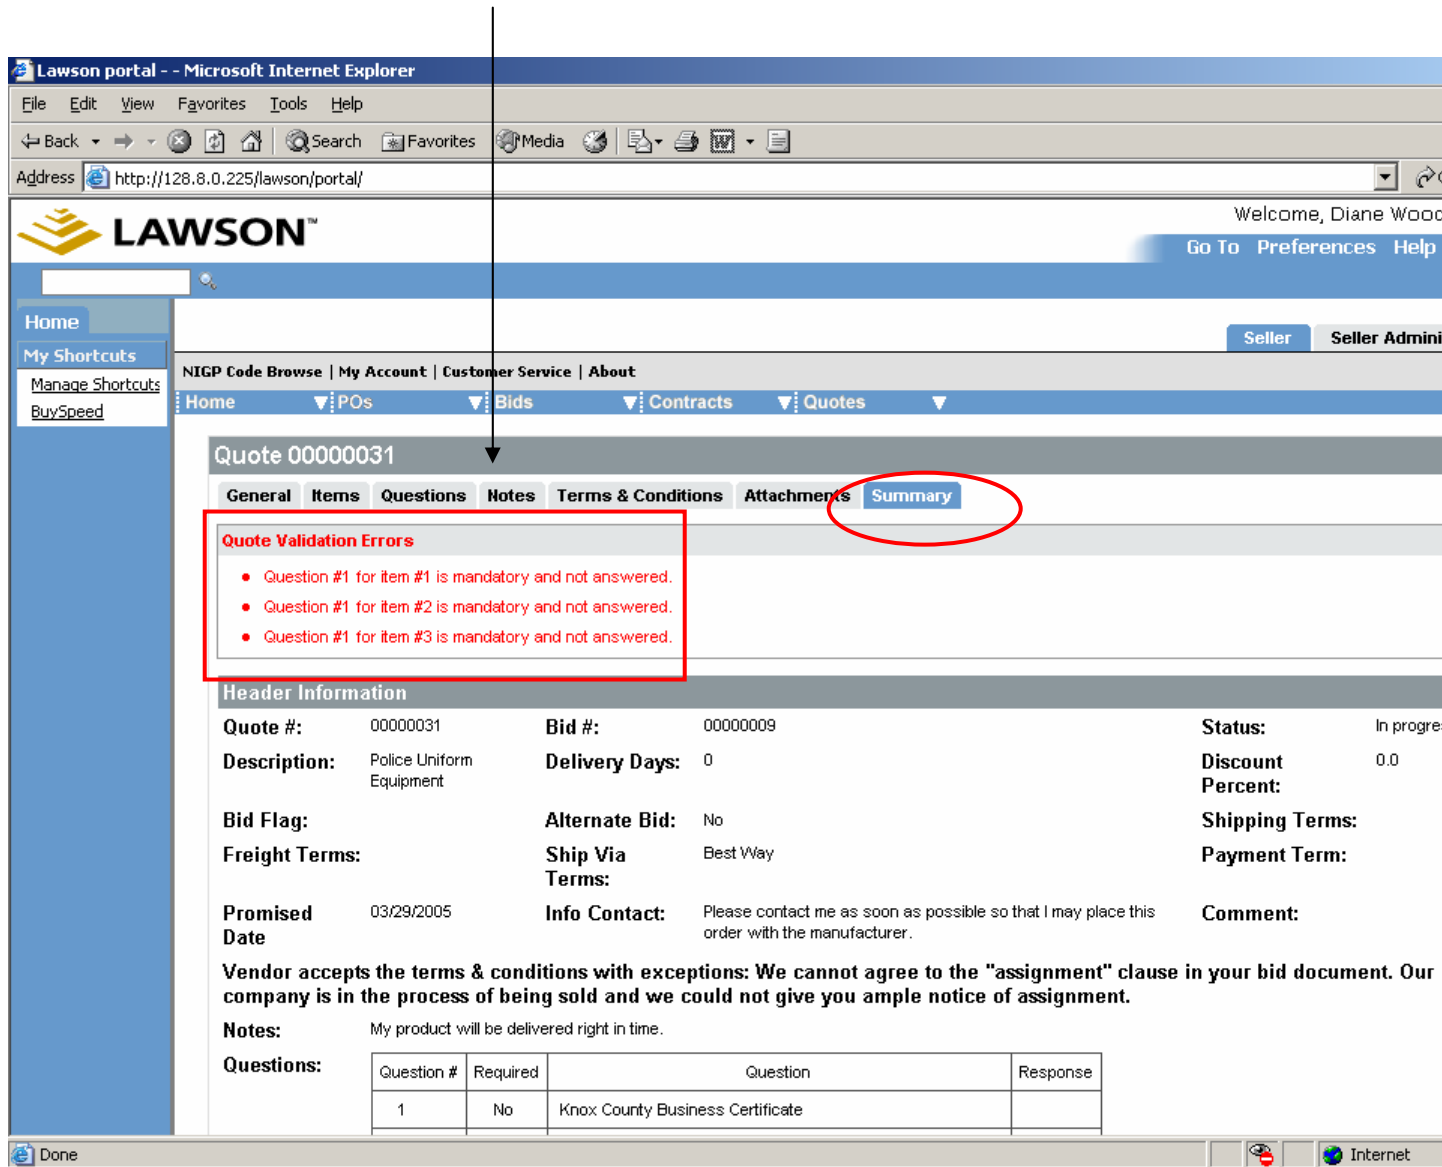 Lawson portal - - Microsoft Internet Explorer
File Edit View Favorites Tools Help
Back Search Favorites Media
Address http://128.8.0.225/lawson/portal/
LAWSON™
Welcome, Diane
Go To Preferences Help
Home
Seller Seller
My Shortcuts
Manage Shortcuts
BuySpeed
NIGP Code Browse | My Account | Customer Service | About
Home POs Bids Contracts Quotes
Quote 00000031
General Items Questions Notes Terms & Conditions Attachments Summary
Quote Validation Errors
Question #1 for item #1 is mandatory and not answered.
Question #1 for item #2 is mandatory and not answered.
Question #1 for item #3 is mandatory and not answered.
Header Information
Quote #: 00000031 Bid #: 00000009 Status: In
Description: Police Uniform Equipment Delivery Days: 0 Discount Percent: 0.0
Bid Flag: Alternate Bid: No Shipping Terms:
Freight Terms: Ship Via Terms: Best Way Payment Term:
Promised Date 03/29/2005 Info Contact: Please contact me as soon as possible so that I may place this order with the manufacturer. Comment:
Vendor accepts the terms & conditions with exceptions: We cannot agree to the "assignment" clause in your bid document. Our
company is in the process of being sold and we could not give you ample notice of assignment.
Notes: My product will be delivered right in time.
Questions: Question # Required Question Response
1 No Knox County Business Certificate
Done Internet